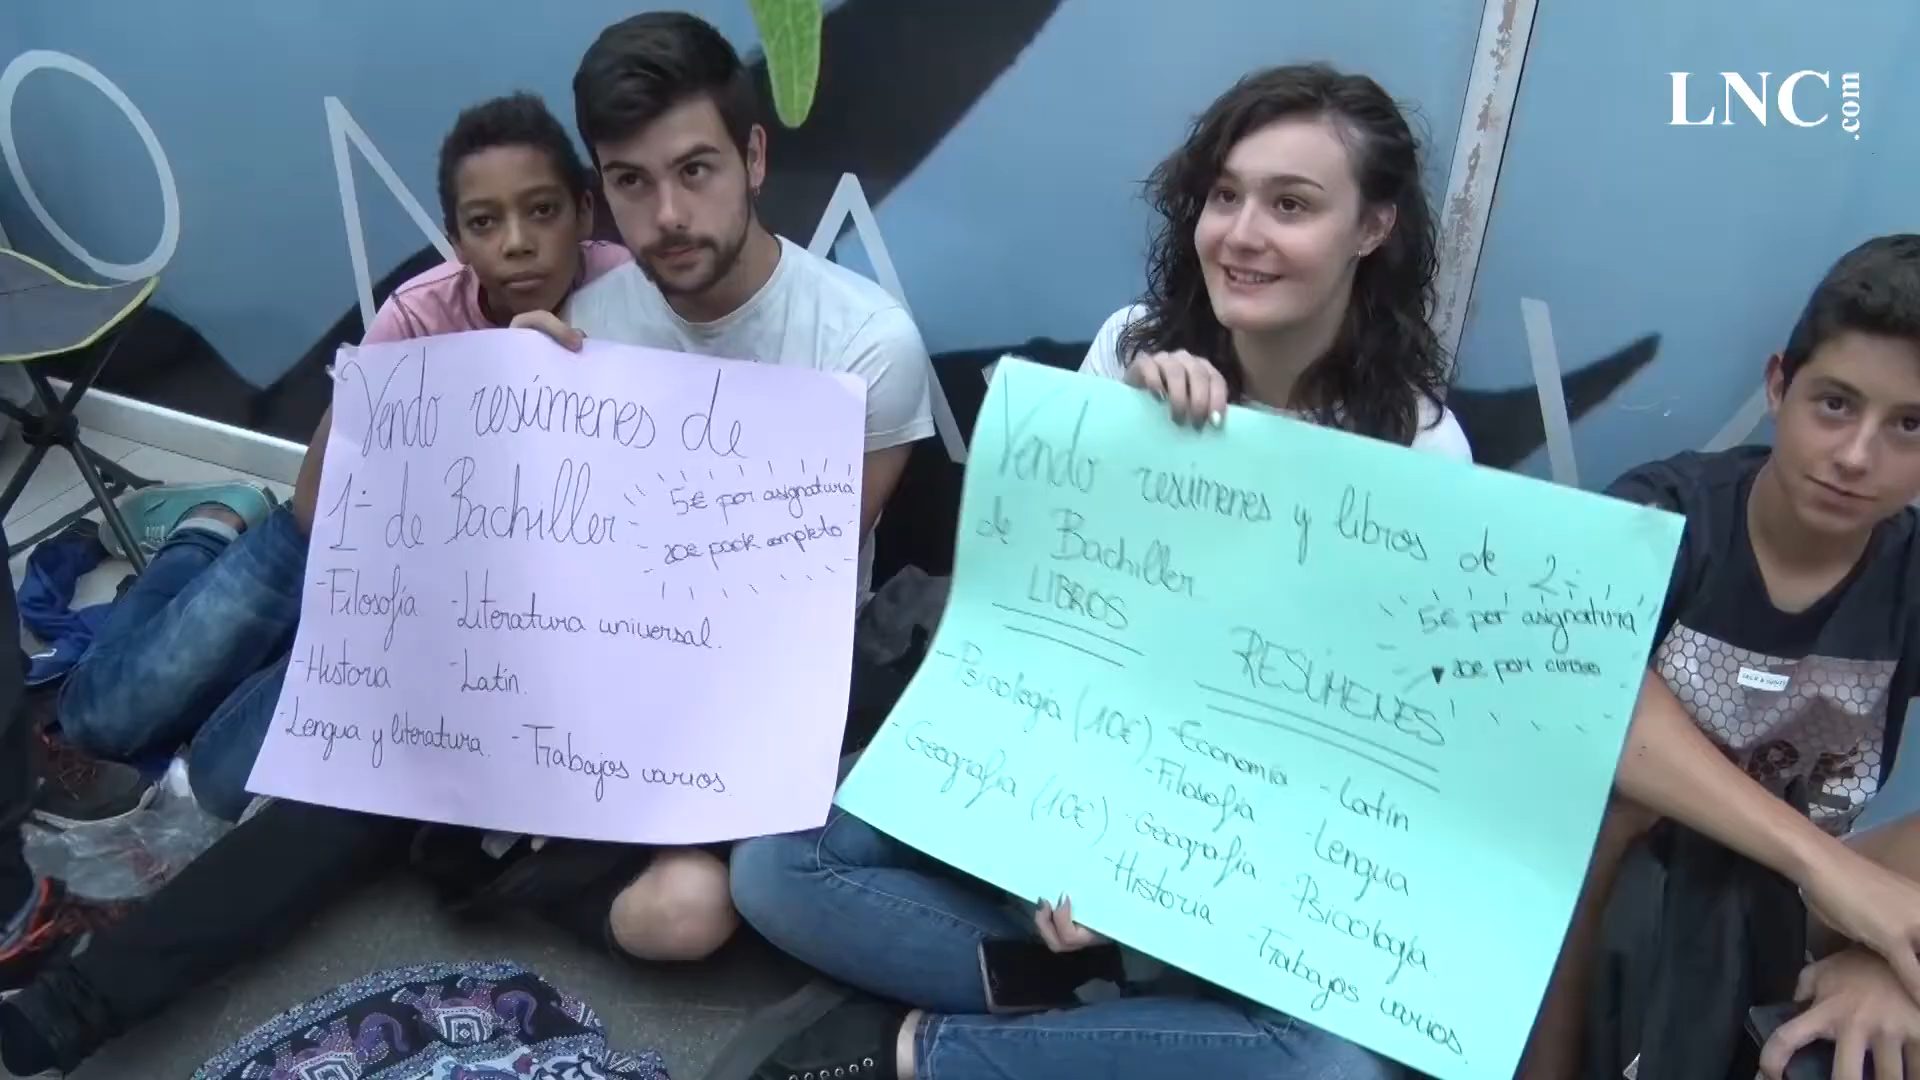 LNC.com
Vendo resúmenes de
1º de Bachiller
5€ por asignatura
20€ pack completo
-Filosofía -Literatura universal.
-Historia -Latín.
-Lengua y literatura. -Trabajos varios.
Vendo resúmenes y libros de 2º
de Bachiller
5€ por asignatura
20€ por curso
LIBROS
-Psicología (10€)
-Geografía (10€)
RESÚMENES
-Economía -Latín
-Filosofía -Lengua
-Geografía -Psicología.
-Historia -Trabajos varios.